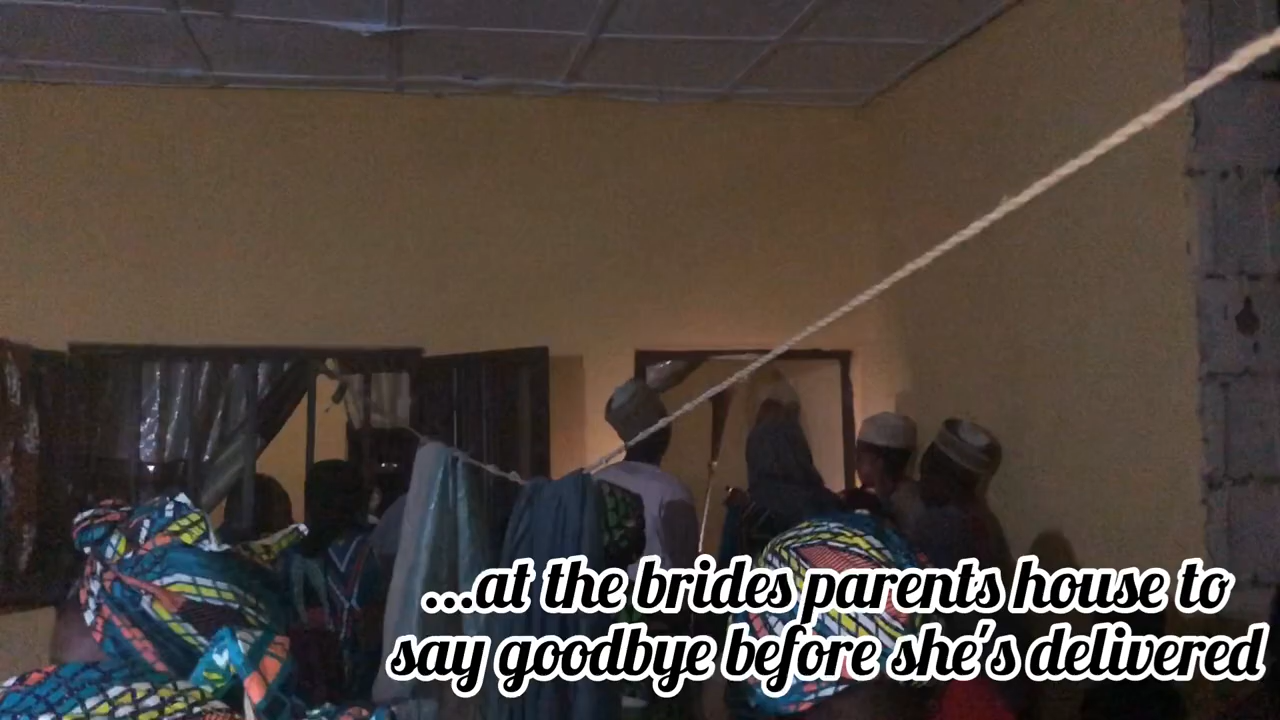 ...at the brides parents house to
say goodbye before she's delivered